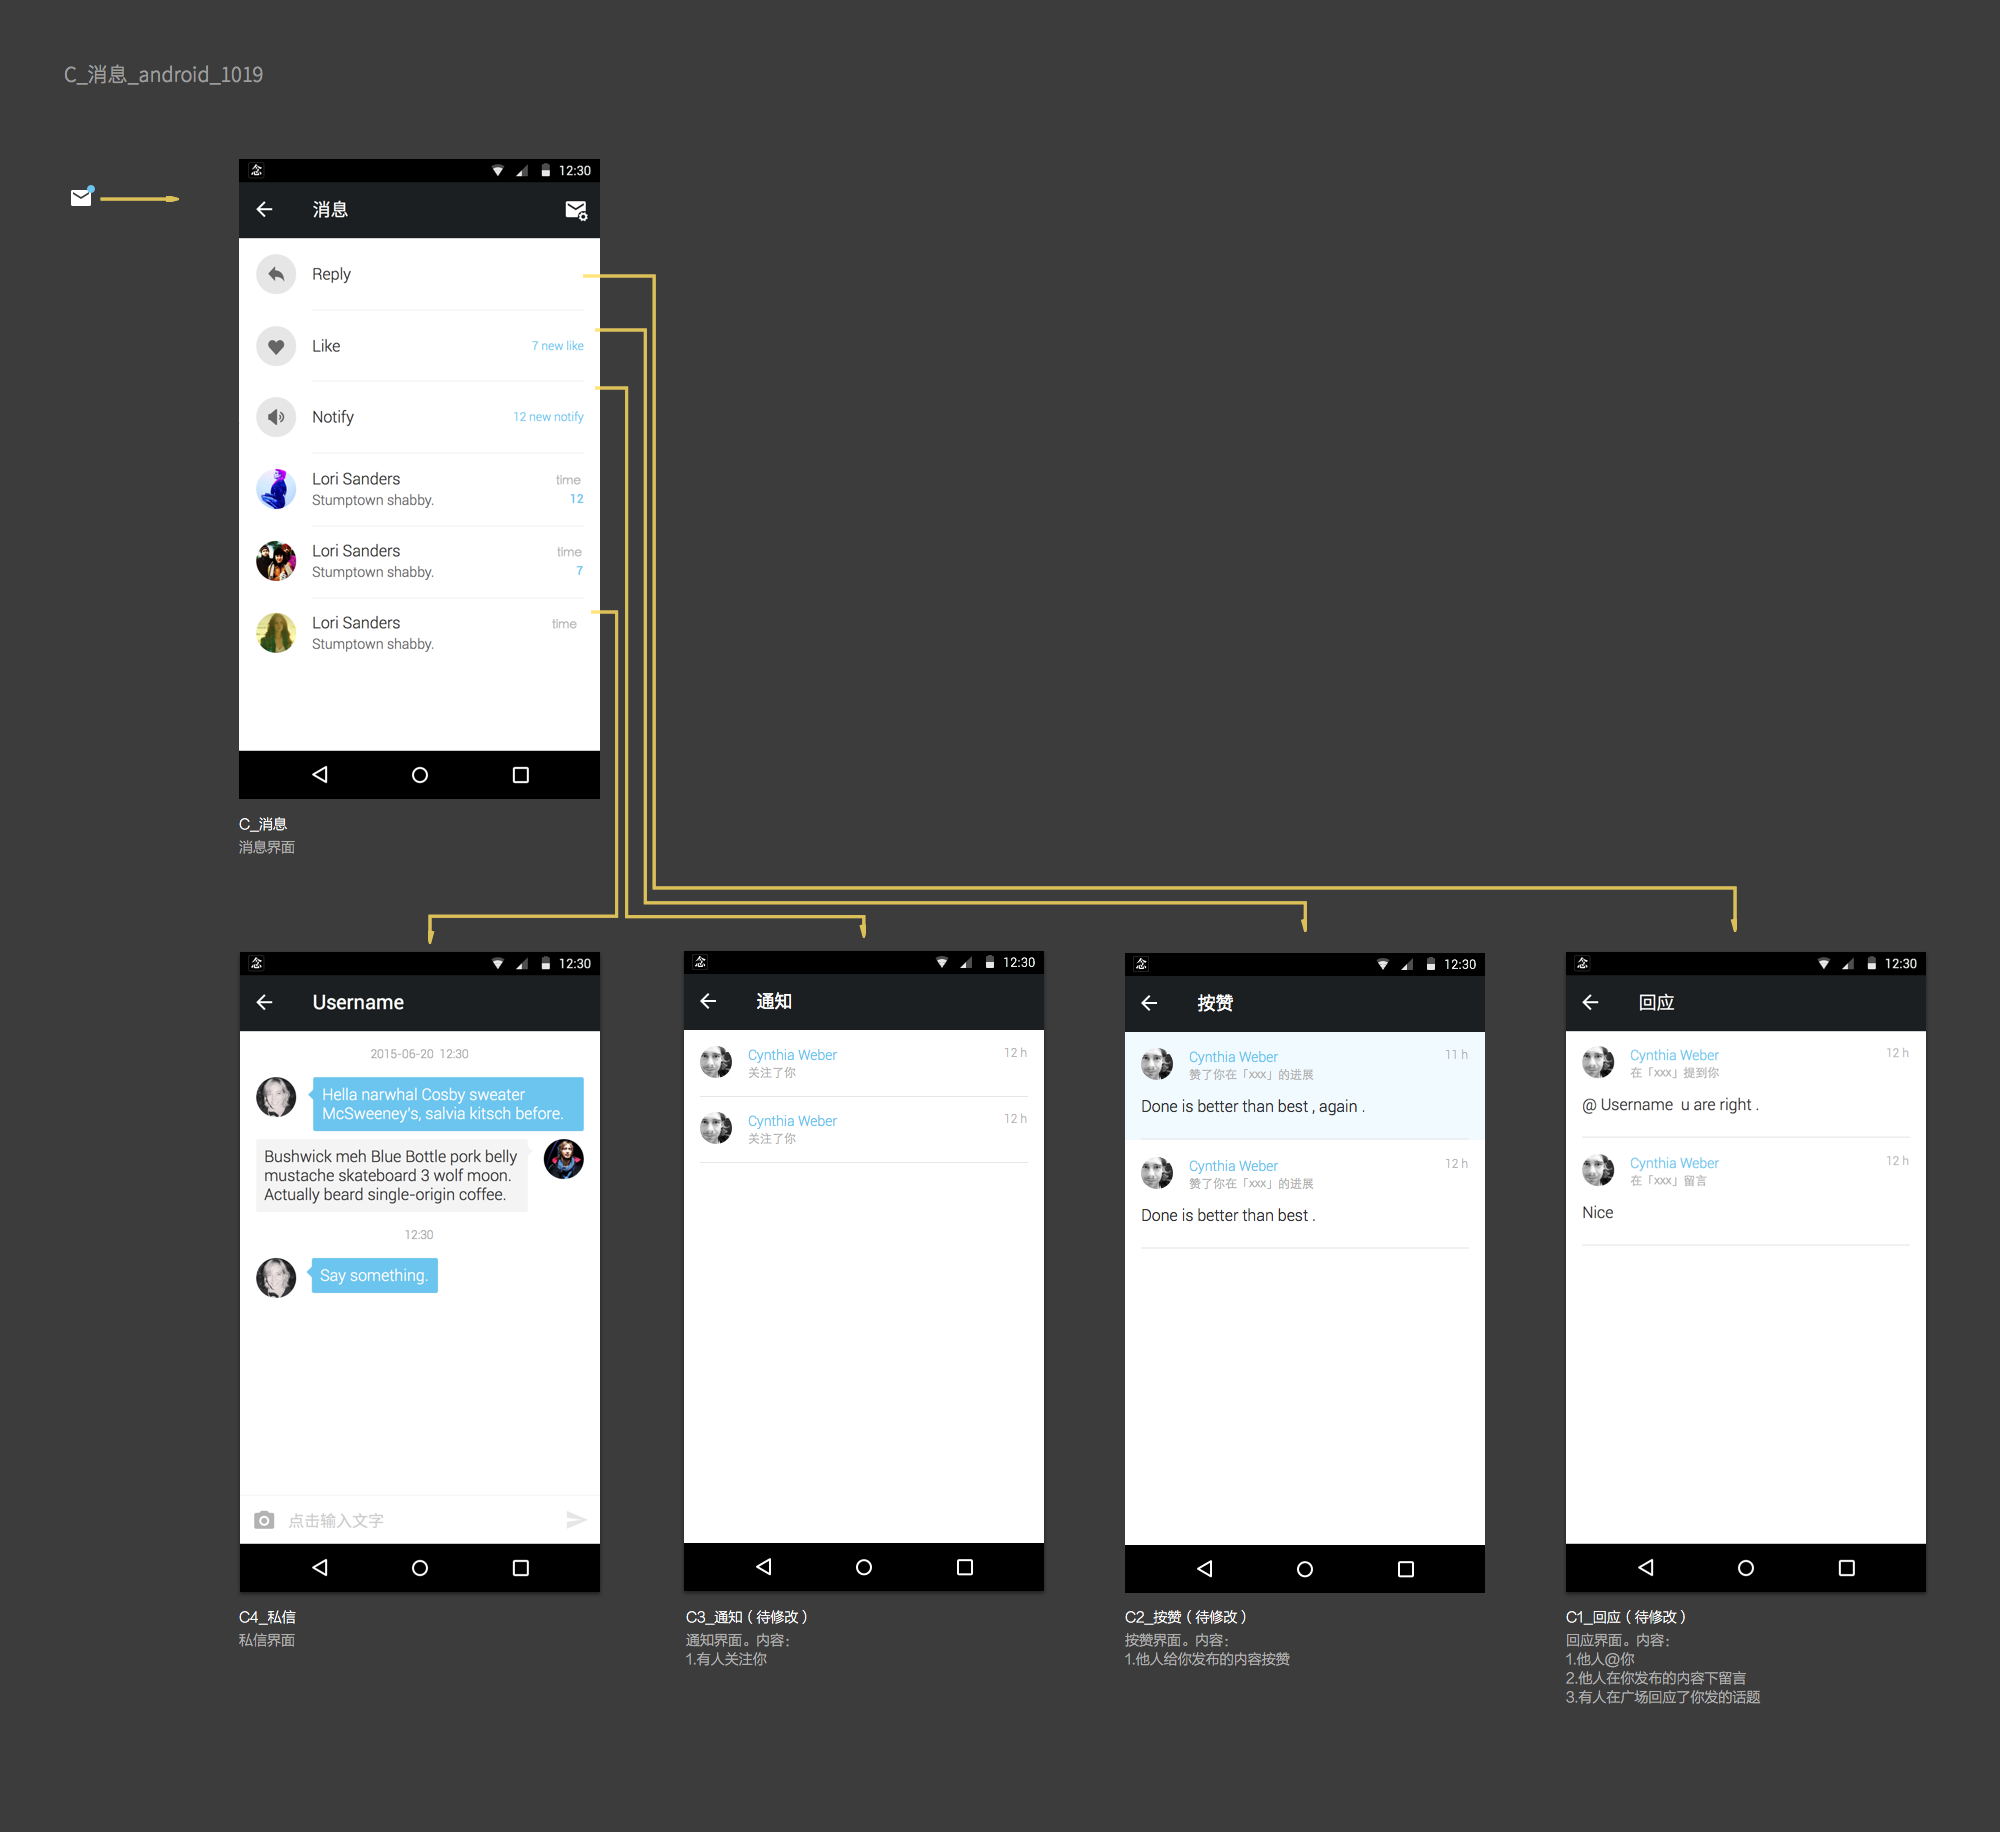 C_消息_android_1019
念
12:30
消息
Reply
Like
7 new like
Notify
12 new notify
Lori Sanders
time
Stumptown shabby.
12
Lori Sanders
time
Stumptown shabby.
7
Lori Sanders
time
Stumptown shabby.
C_消息
消息界面
念
12:30
Username
2015-06-20 12:30
Hella narwhal Cosby sweater
McSweeney's, salvia kitsch before.
Bushwick meh Blue Bottle pork belly
mustache skateboard 3 wolf moon.
Actually beard single-origin coffee.
12:30
Say something.
点击输入文字
C4_私信
私信界面
念
12:30
通知
Cynthia Weber
12 h
关注了你
Cynthia Weber
12 h
关注了你
C3_通知（待修改）
通知界面。内容：
1.有人关注你
念
12:30
按赞
Cynthia Weber
11 h
赞了你在「xxx」的进展
Done is better than best , again .
Cynthia Weber
12 h
赞了你在「xxx」的进展
Done is better than best .
C2_按赞（待修改）
按赞界面。内容：
1.他人给你发布的内容按赞
念
12:30
回应
Cynthia Weber
12 h
在「xxx」提到你
@ Username  u are right .
Cynthia Weber
12 h
在「xxx」留言
Nice
C1_回应（待修改）
回应界面。内容：
1.他人@你
2.他人在你发布的内容下留言
3.有人在广场回应了你发的话题